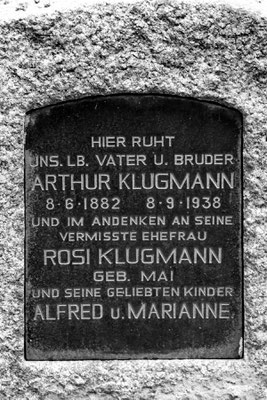 HIER RUHT
UNS. LB. VATER U. BRUDER
ARTHUR KLUGMANN
8·6·1882 8·9·1938
UND IM ANDENKEN AN SEINE
VERMISSTE EHEFRAU
ROSI KLUGMANN
GEB. MAI
UND SEINE GELIEBTEN KINDER
ALFRED U. MARIANNE.